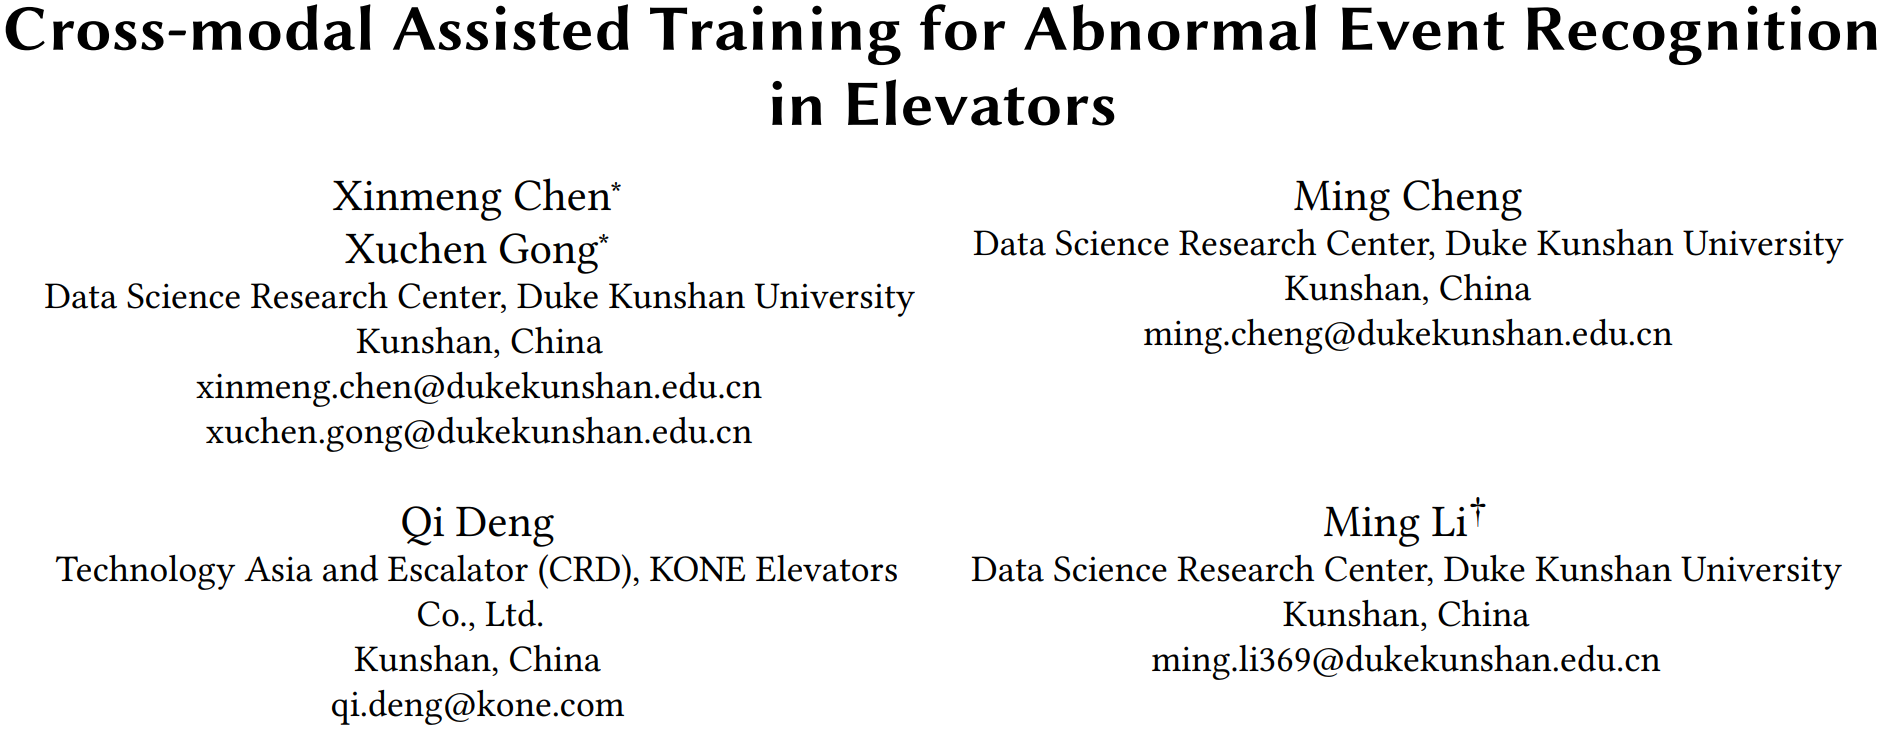 Cross-modal Assisted Training for Abnormal Event Recognition
in Elevators
Xinmeng Chen*
Xuchen Gong*
Data Science Research Center, Duke Kunshan University
Kunshan, China
xinmeng.chen@dukekunshan.edu.cn
xuchen.gong@dukekunshan.edu.cn
Ming Cheng
Data Science Research Center, Duke Kunshan University
Kunshan, China
ming.cheng@dukekunshan.edu.cn
Qi Deng
Technology Asia and Escalator (CRD), KONE Elevators
Co., Ltd.
Kunshan, China
qi.deng@kone.com
Ming Li†
Data Science Research Center, Duke Kunshan University
Kunshan, China
ming.li369@dukekunshan.edu.cn